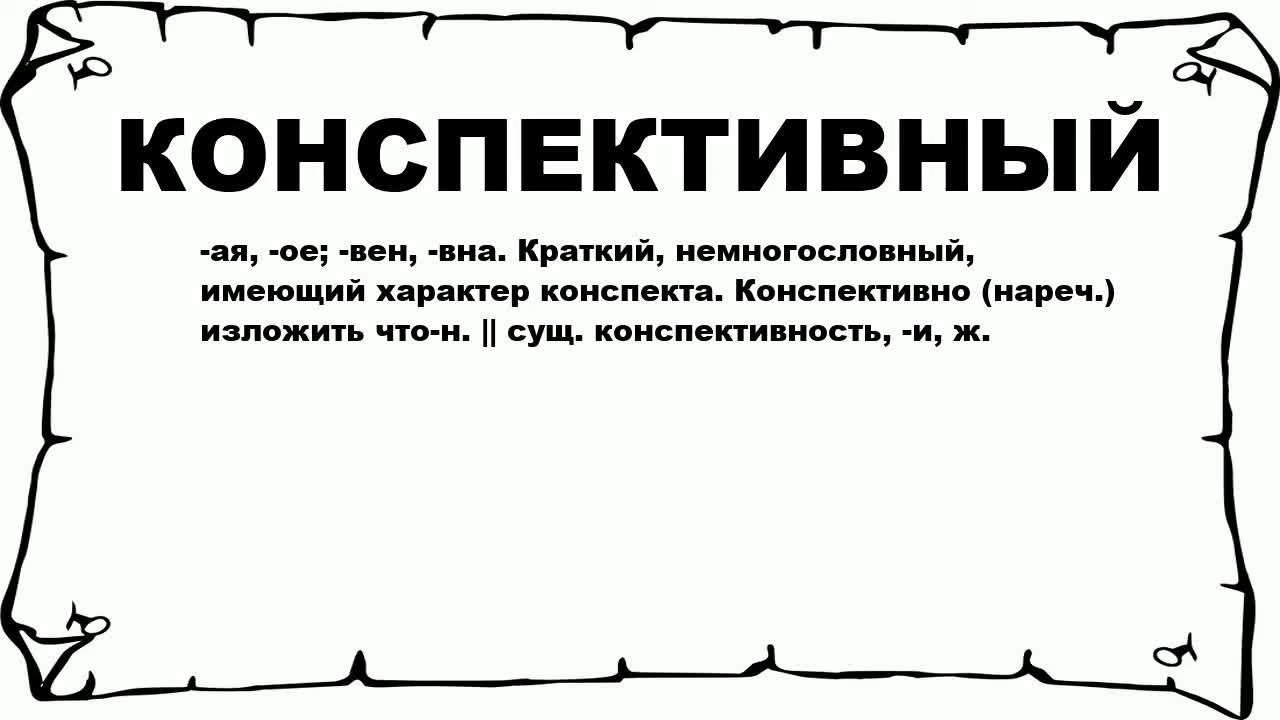 КОНСПЕКТИВНЫЙ
-ая, -ое; -вен, -вна. Краткий, немногословный,
имеющий характер конспекта. Конспективно (нареч.)
изложить что-н. || сущ. конспективность, -и, ж.